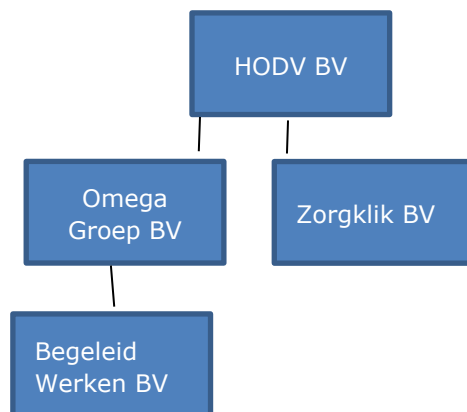 HODV BV
Omega
Groep BV
Zorgklik BV
Begeleid
Werken BV